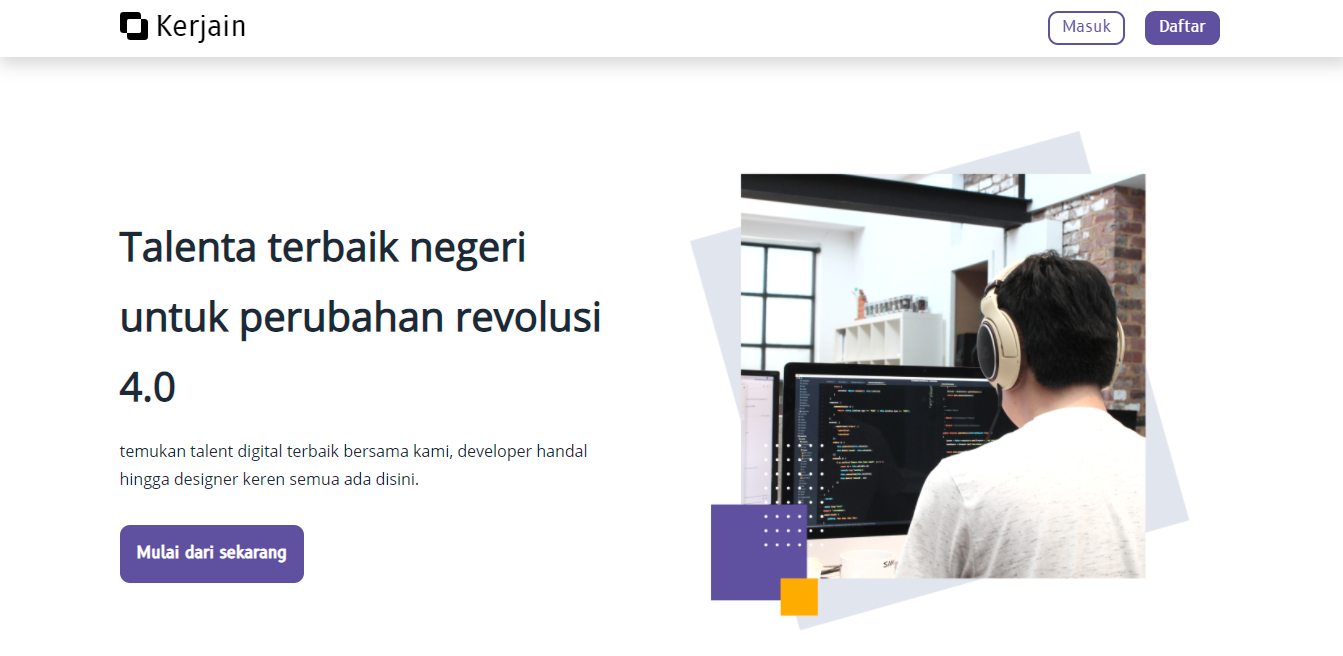 Kerjain
Masuk
Daftar
Talenta terbaik negeri
untuk perubahan revolusi
4.0
temukan talent digital terbaik bersama kami, developer handal
hingga designer keren semua ada disini.
Mulai dari sekarang